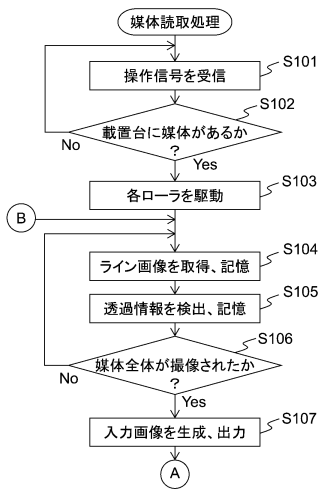 媒体読取処理
S101
操作信号を受信
S102
載置台に媒体があるか
?
No
Yes
S103
各ローラを駆動
B
S104
ライン画像を取得、記憶
S105
透過情報を検出、記憶
S106
媒体全体が撮像されたか
?
No
Yes
S107
入力画像を生成、出力
A